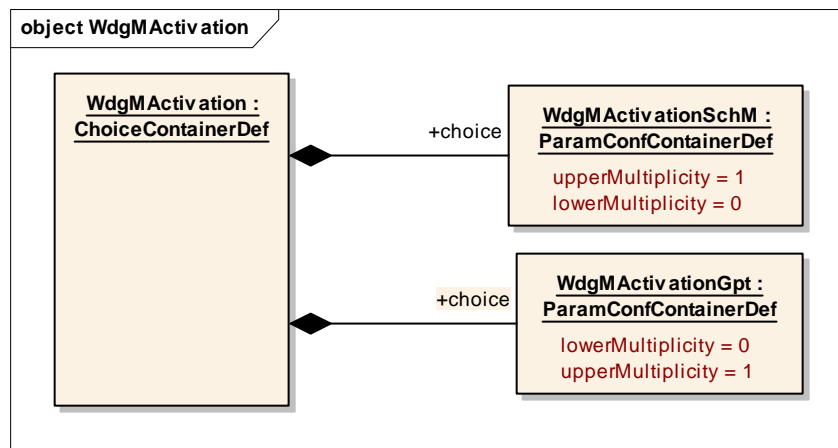 object WdgMActivation
WdgMActivation :
ChoiceContainerDef
+choice
WdgMActivationSchM :
ParamConfContainerDef
upperMultiplicity = 1
lowerMultiplicity = 0
+choice
WdgMActivationGpt :
ParamConfContainerDef
lowerMultiplicity = 0
upperMultiplicity = 1